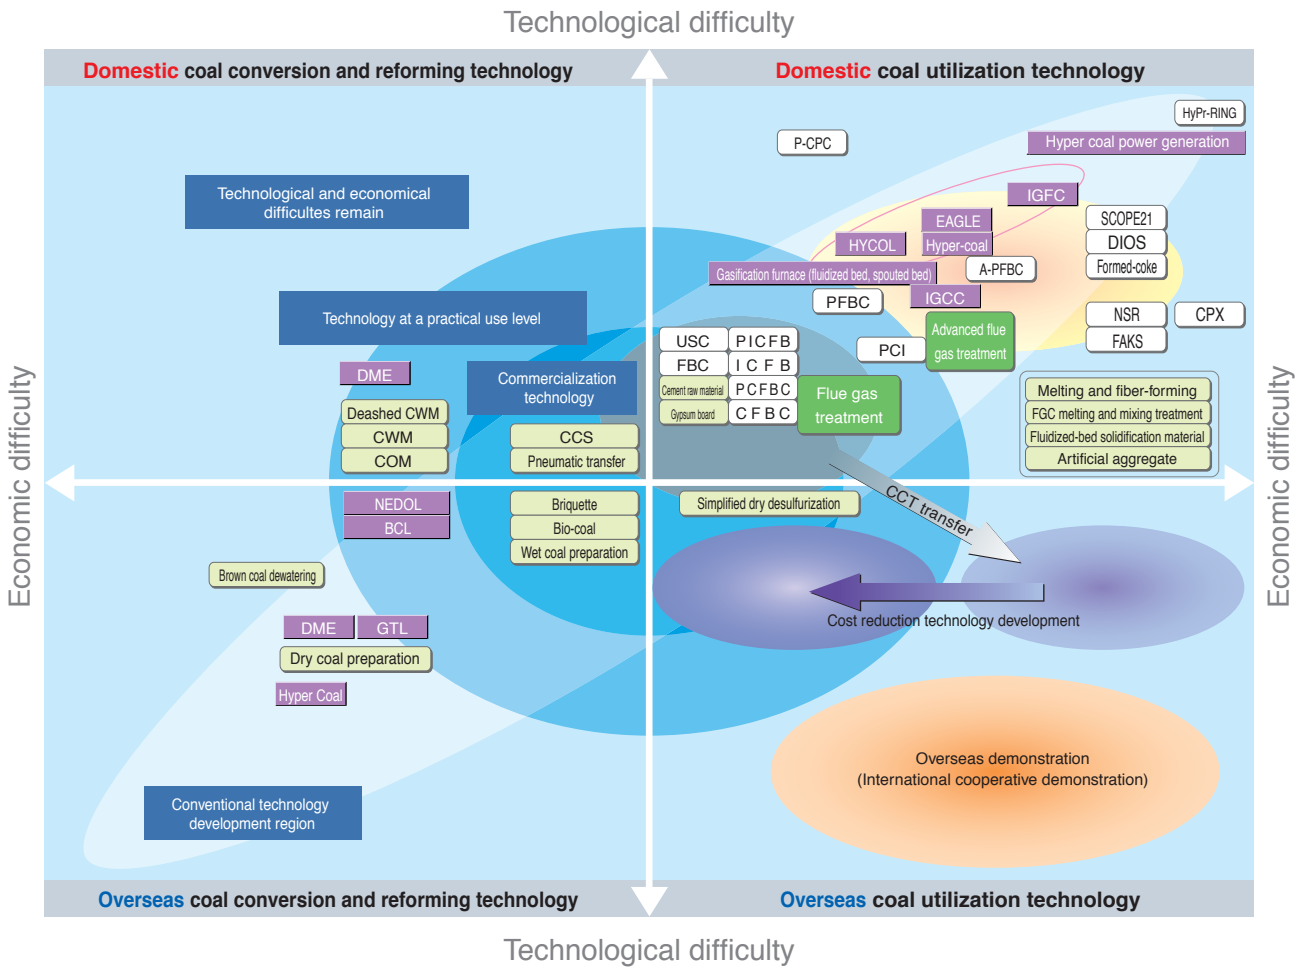 Technological difficulty
Domestic coal conversion and reforming technology
Domestic coal utilization technology
HyPr-RING
P-CPC
Hyper coal power generation
Technological and economical
difficultes remain
IGFC
EAGLE
SCOPE21
HYCOL
Hyper-coal
DIOS
Gasification furnace (fluidized bed, spouted bed)
A-PFBC
Formed-coke
PFBC
IGCC
Technology at a practical use level
NSR
CPX
Advanced flue
gas treatment
FAKS
USC
PICFB
PCI
DME
Commercialization
technology
FBC
ICFB
Cement raw material
PCFBC
Flue gas
treatment
Gypsum board
CFBC
Melting and fiber-forming
FGC melting and mixing treatment
Fluidized-bed solidification material
Artificial aggregate
Deashed CWM
CWM
COM
CCS
Pneumatic transfer
Economic difficulty
Economic difficulty
NEDOL
BCL
Briquette
Bio-coal
Wet coal preparation
Simplified dry desulfurization
CCT transfer
Brown coal dewatering
Cost reduction technology development
DME
GTL
Dry coal preparation
Hyper Coal
Overseas demonstration
(International cooperative demonstration)
Conventional technology
development region
Overseas coal conversion and reforming technology
Overseas coal utilization technology
Technological difficulty